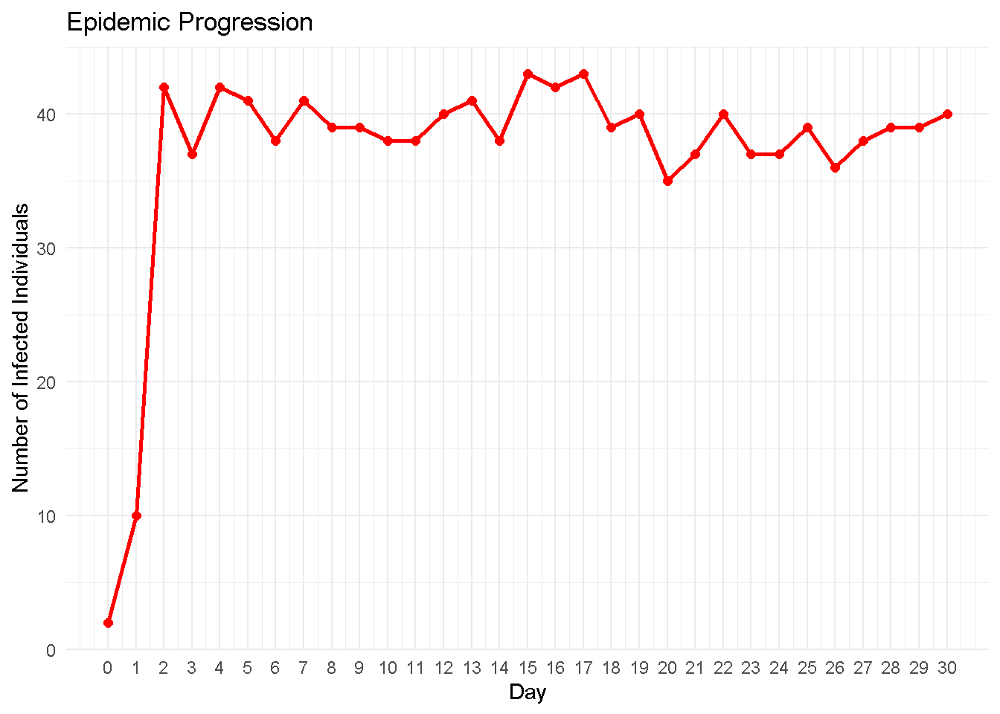 Epidemic Progression
Number of Infected Individuals
40
30
20
10
0
0 1 2 3 4 5 6 7 8 9 10 11 12 13 14 15 16 17 18 19 20 21 22 23 24 25 26 27 28 29 30
Day